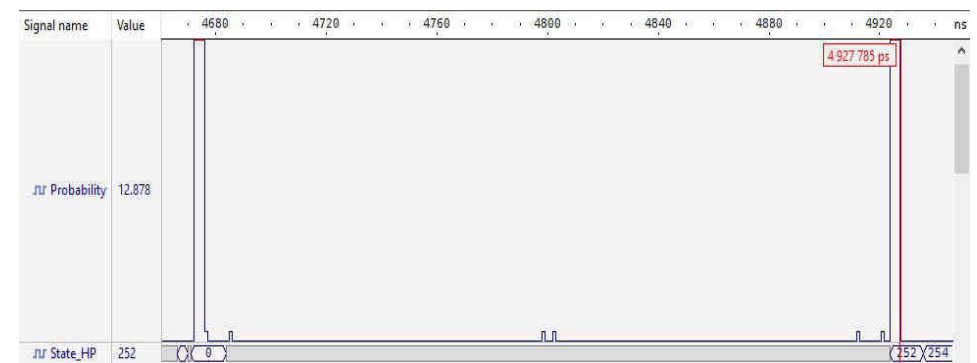 Signal name Value 4680 4720 4760 4800 4840 4880 4920 ns
4 927 785 ps
Probability 12.878
State_HP 252 0 252 254